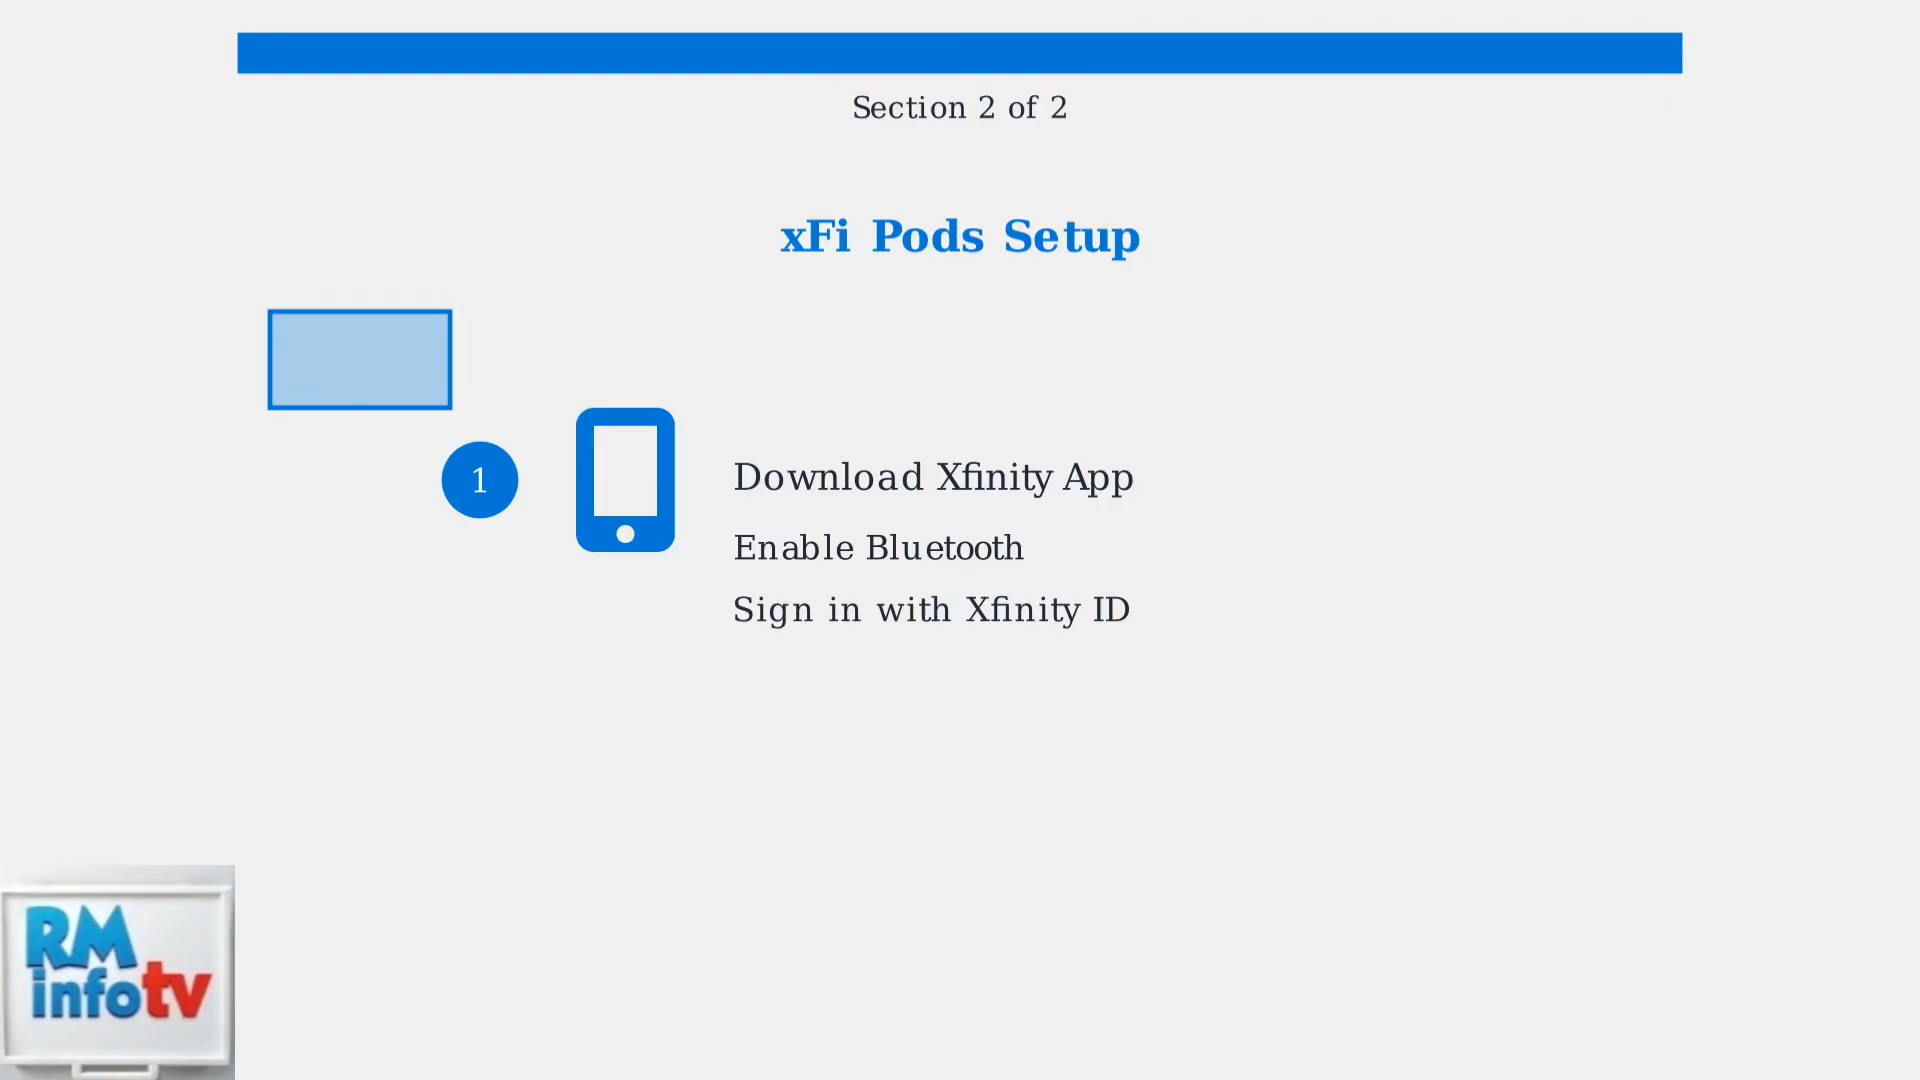 Section 2 of 2
xFi Pods Setup
1
Download Xfinity App
Enable Bluetooth
Sign in with Xfinity ID
RM
infotv